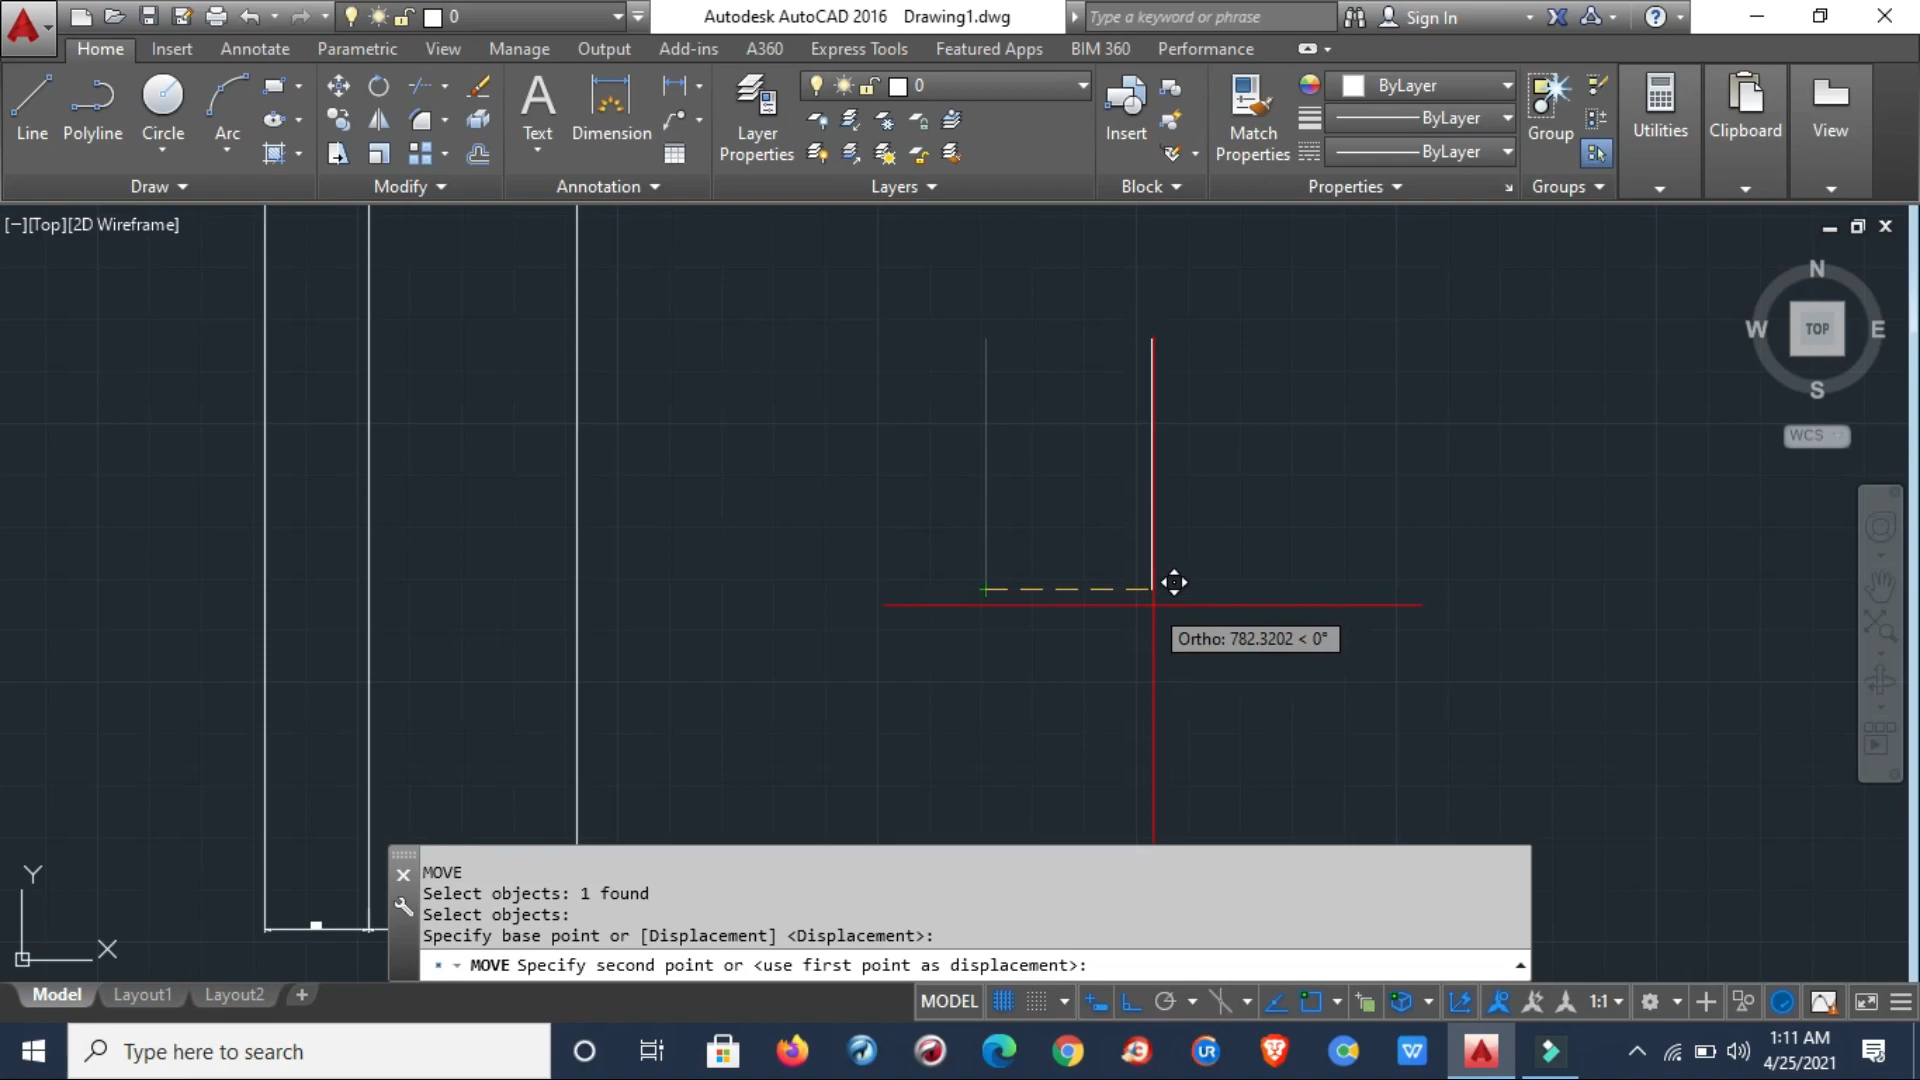 0
Autodesk AutoCAD 2016 Drawing1.dwg
Type a keyword or phrase
Sign In
Home Insert Annotate Parametric View Manage Output Add-ins A360 Express Tools Featured Apps BIM 360 Performance
Line Polyline Circle Arc
Draw
Modify
A
Text Dimension
Annotation
Layer Properties
0
Layers
Insert
Block
Match Properties
ByLayer
ByLayer
ByLayer
Properties
Group
Groups
Utilities
Clipboard
View
[−][Top][2D Wireframe]
N
W TOP E
S
WCS
Ortho: 782.3202 < 0°
MOVE
Select objects: 1 found
Select objects:
Specify base point or [Displacement] <Displacement>:
MOVE Specify second point or <use first point as displacement>:
Y
X
Model Layout1 Layout2 +
MODEL
1:1
Type here to search
UR
W
1:11 AM
4/25/2021